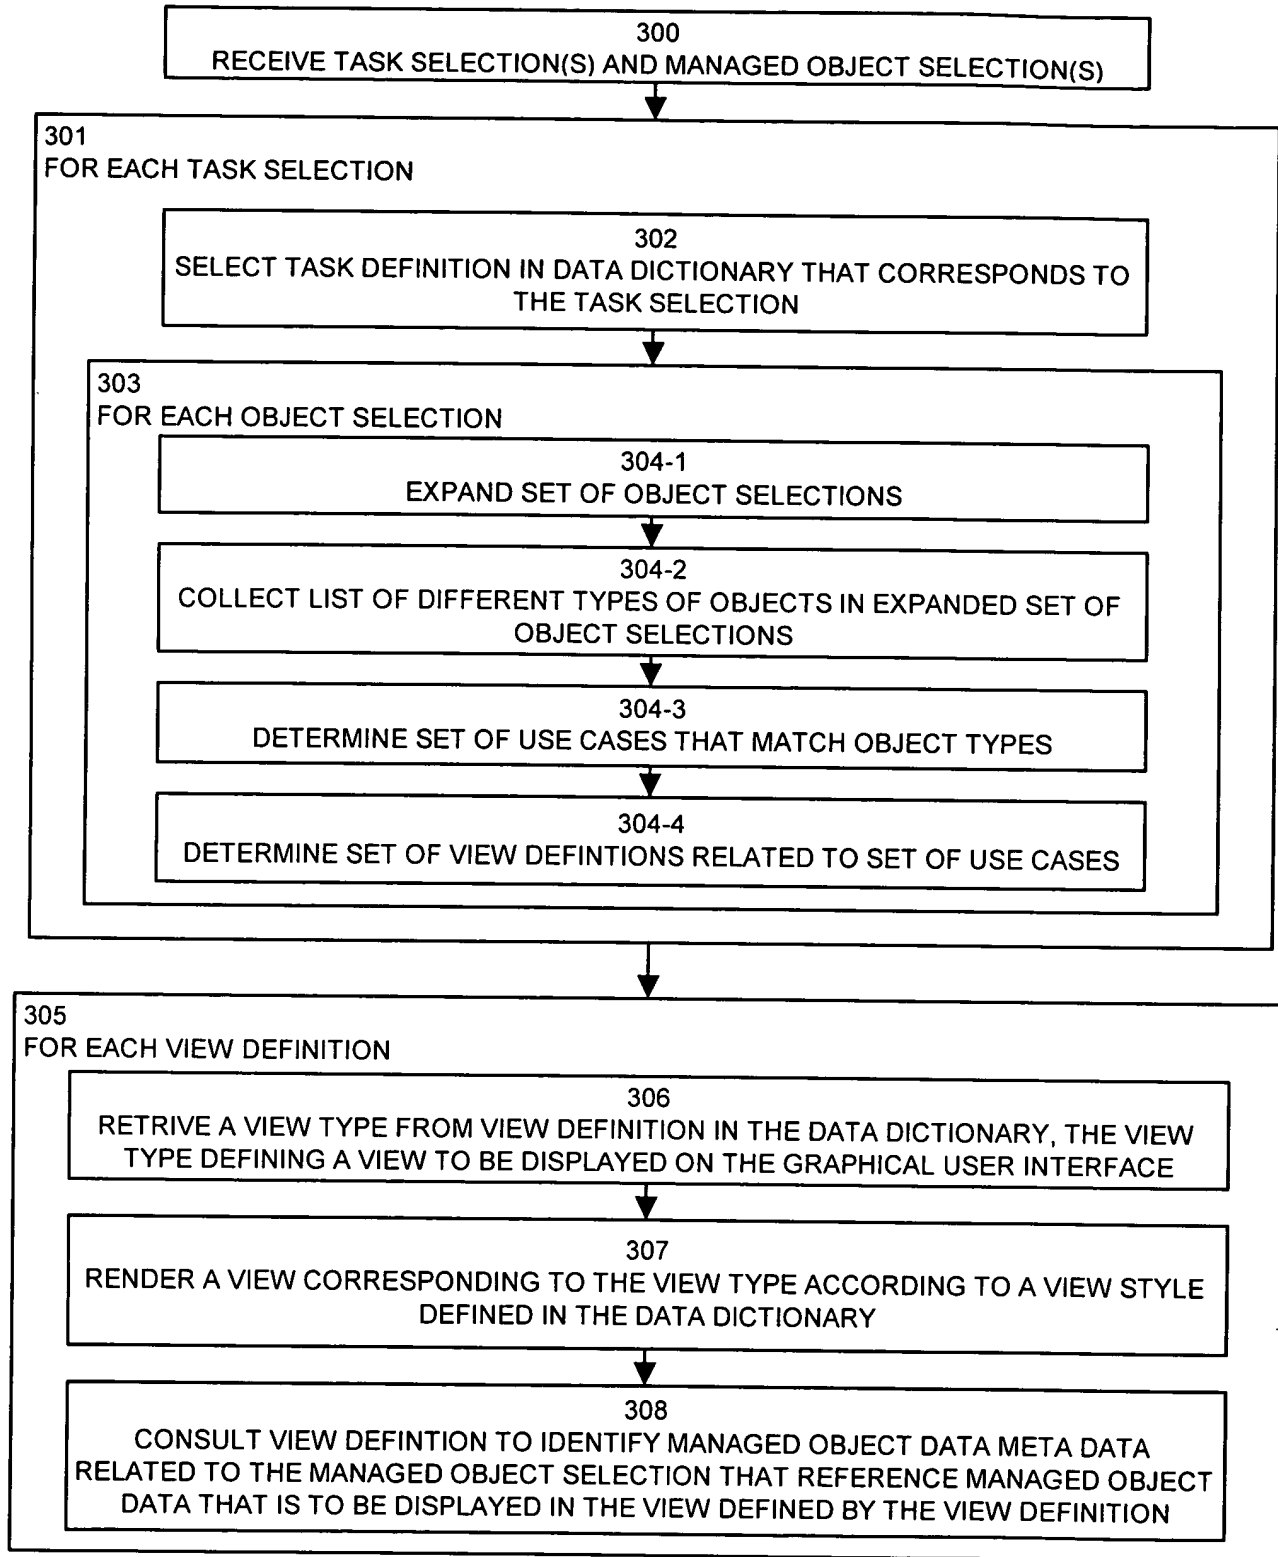 300
RECEIVE TASK SELECTION(S) AND MANAGED OBJECT SELECTION(S)
301
FOR EACH TASK SELECTION
302
SELECT TASK DEFINITION IN DATA DICTIONARY THAT CORRESPONDS TO
THE TASK SELECTION
303
FOR EACH OBJECT SELECTION
304-1
EXPAND SET OF OBJECT SELECTIONS
304-2
COLLECT LIST OF DIFFERENT TYPES OF OBJECTS IN EXPANDED SET OF
OBJECT SELECTIONS
304-3
DETERMINE SET OF USE CASES THAT MATCH OBJECT TYPES
304-4
DETERMINE SET OF VIEW DEFINTIONS RELATED TO SET OF USE CASES
305
FOR EACH VIEW DEFINITION
306
RETRIVE A VIEW TYPE FROM VIEW DEFINITION IN THE DATA DICTIONARY, THE VIEW
TYPE DEFINING A VIEW TO BE DISPLAYED ON THE GRAPHICAL USER INTERFACE
307
RENDER A VIEW CORRESPONDING TO THE VIEW TYPE ACCORDING TO A VIEW STYLE
DEFINED IN THE DATA DICTIONARY
308
CONSULT VIEW DEFINTION TO IDENTIFY MANAGED OBJECT DATA META DATA
RELATED TO THE MANAGED OBJECT SELECTION THAT REFERENCE MANAGED OBJECT
DATA THAT IS TO BE DISPLAYED IN THE VIEW DEFINED BY THE VIEW DEFINITION